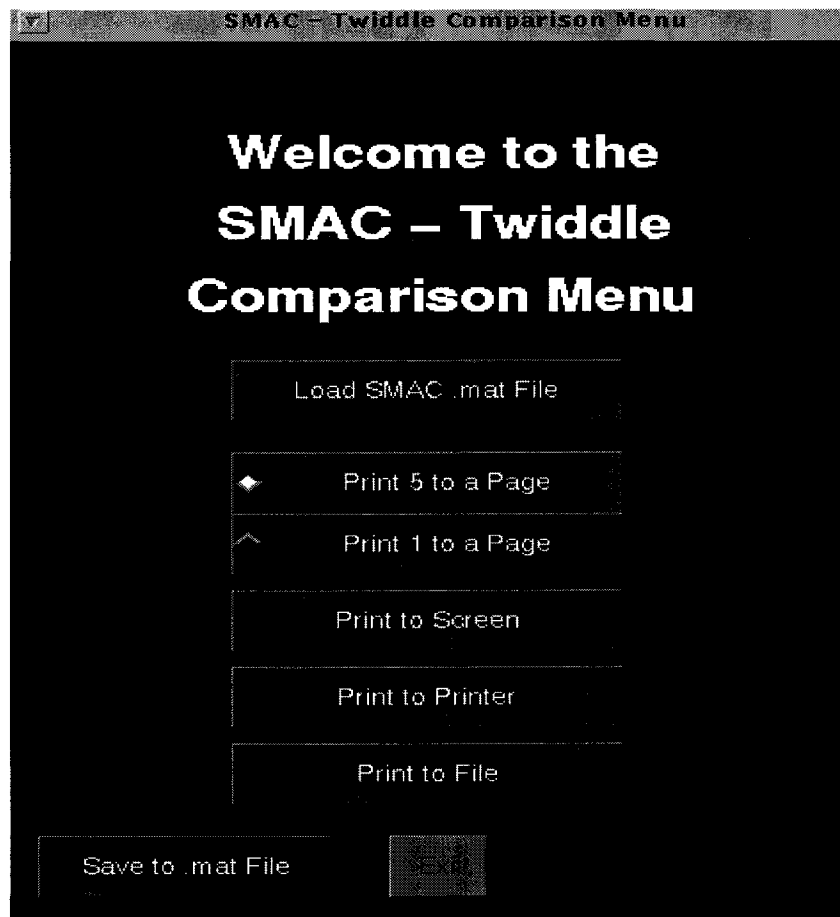 SMAC – Twiddle Comparison Menu
Welcome to the
SMAC – Twiddle
Comparison Menu
Load SMAC .mat File
Print 5 to a Page
Print 1 to a Page
Print to Screen
Print to Printer
Print to File
Save to .mat File